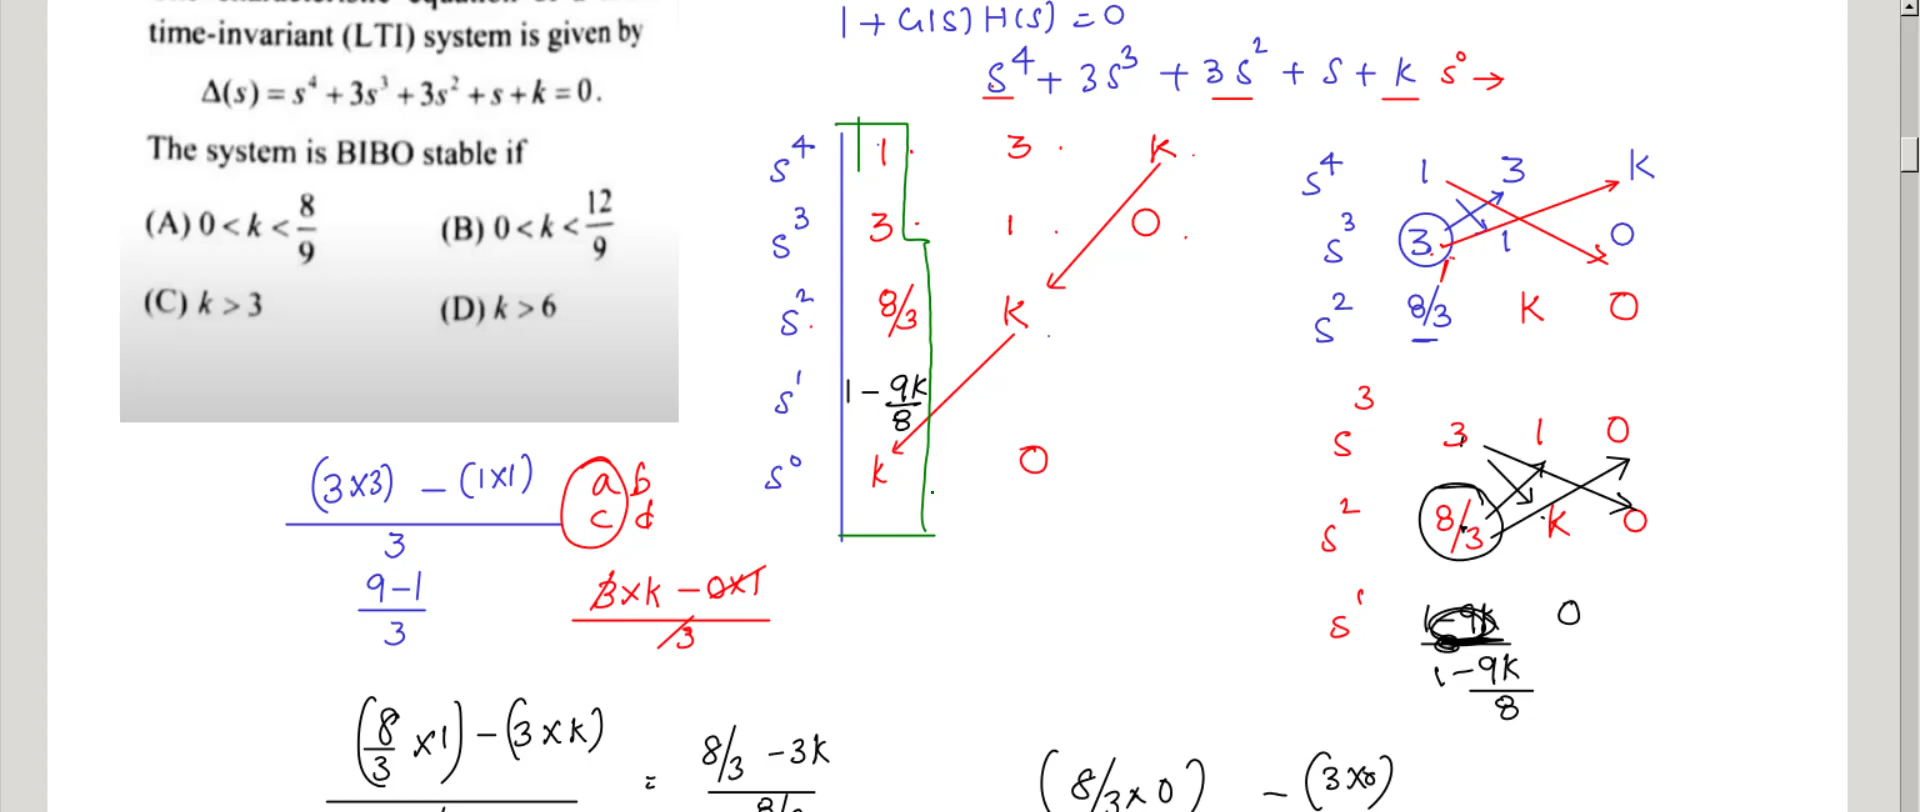 time-invariant (LTI) system is given by
Δ(s) = s⁴ + 3s³ + 3s² + s + k = 0.
The system is BIBO stable if
(A) 0 < k < 8/9
(B) 0 < k < 12/9
(C) k > 3
(D) k > 6
1 + G(S) H(S) = 0
S⁴ + 3S³ + 3S² + S + K S⁰ →
S⁴ 1 3 K
S³ 3 1 0
S² 8/3 K
S¹ 1 - 9K/8
S⁰ K 0
S⁴ 1 3 K
S³ 3 1 0
S² 8/3 K 0
S³ 3 1 0
S² 8/3 K 0
S¹ 0
1 - 9K/8
(3×3) - (1×1)
3
a b
c d
9-1
3
3×K - 0×1
3
(8/3 ×1) - (3×K)
= 8/3 - 3K
(8/3 × 0) - (3×0)